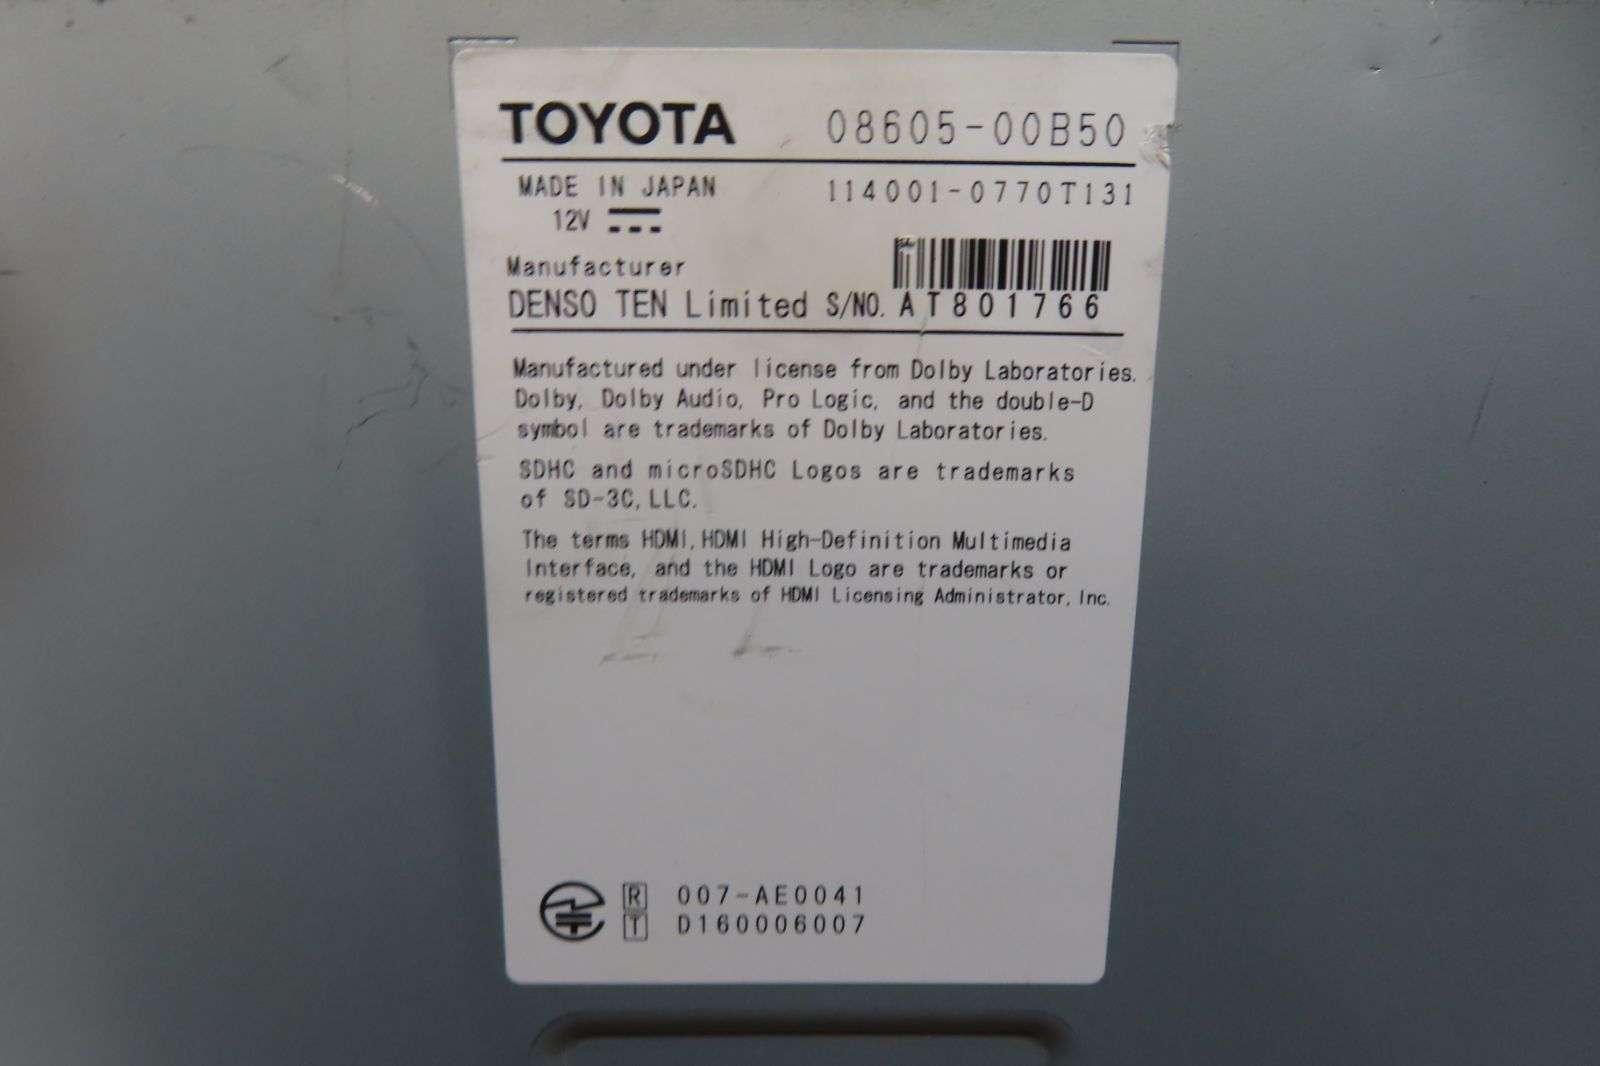 TOYOTA 08605-00B50
MADE IN JAPAN 114001-0770T131
12V
Manufacturer
DENSO TEN Limited S/NO. AT801766
Manufactured under license from Dolby Laboratories.
Dolby, Dolby Audio, Pro Logic, and the double-D
symbol are trademarks of Dolby Laboratories.
SDHC and microSDHC Logos are trademarks
of SD-3C, LLC.
The terms HDMI, HDMI High-Definition Multimedia
Interface, and the HDMI Logo are trademarks or
registered trademarks of HDMI Licensing Administrator, Inc.
R 007-AE0041
T D160006007